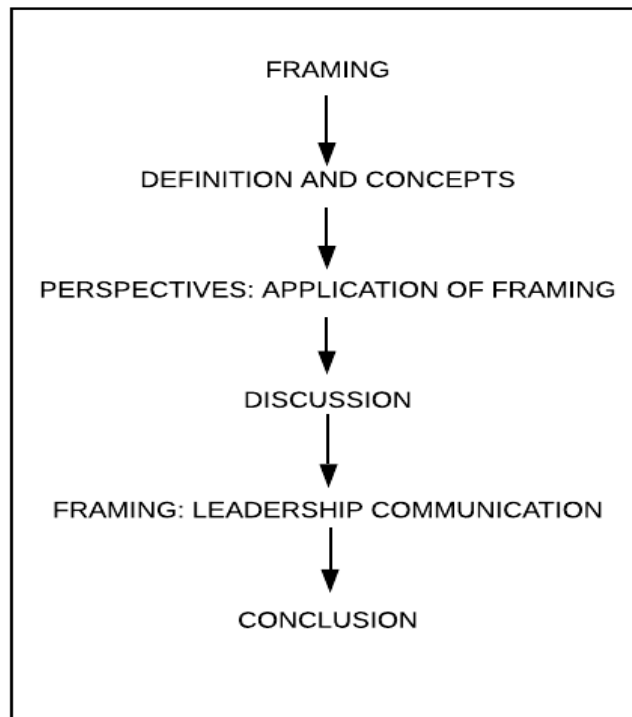 FRAMING
DEFINITION AND CONCEPTS
PERSPECTIVES: APPLICATION OF FRAMING
DISCUSSION
FRAMING: LEADERSHIP COMMUNICATION
CONCLUSION